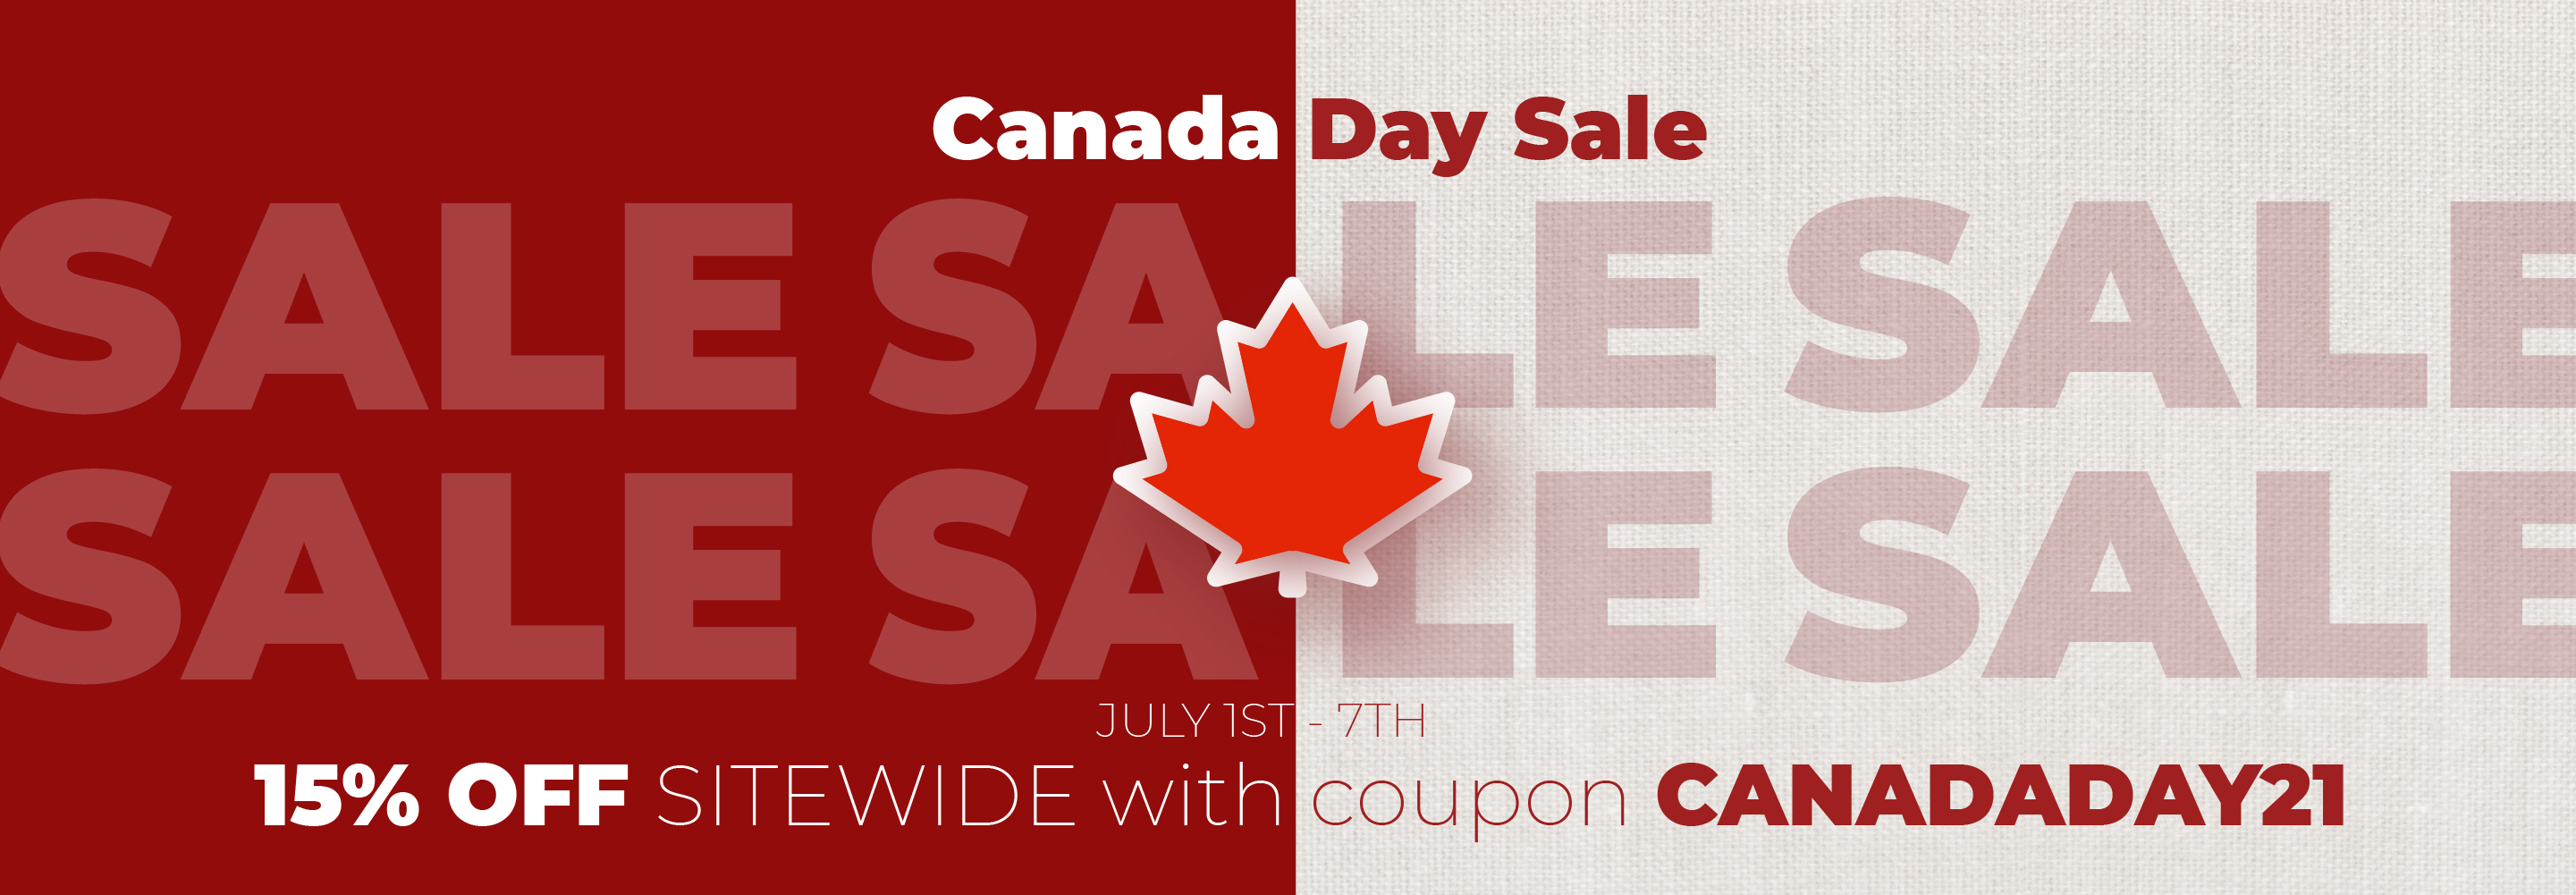 Canada Day Sale
SALE SALE SALE
SALE SALE SALE
JULY 1ST - 7TH
15% OFF SITEWIDE with coupon CANADADAY21